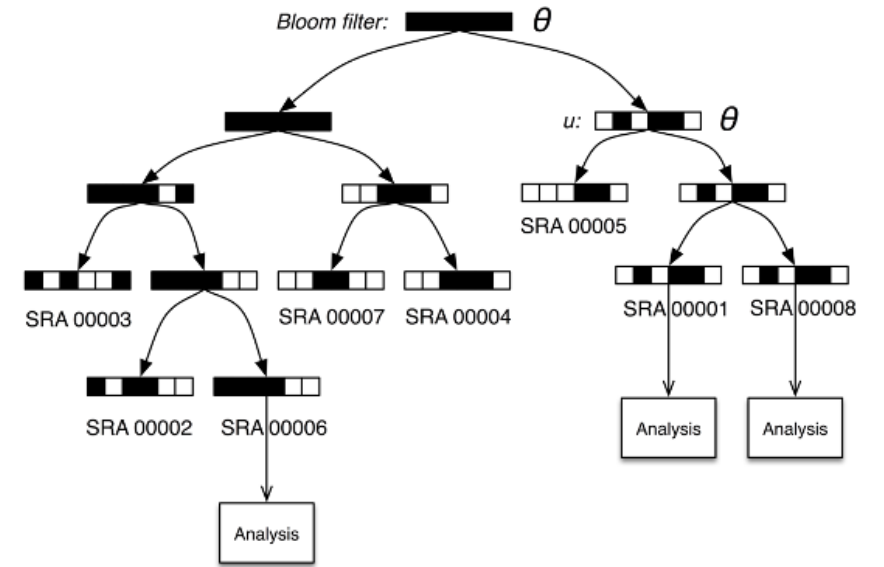 Bloom filter: θ
u: θ
SRA 00005
SRA 00003
SRA 00007
SRA 00004
SRA 00001
SRA 00008
SRA 00002
SRA 00006
Analysis
Analysis
Analysis